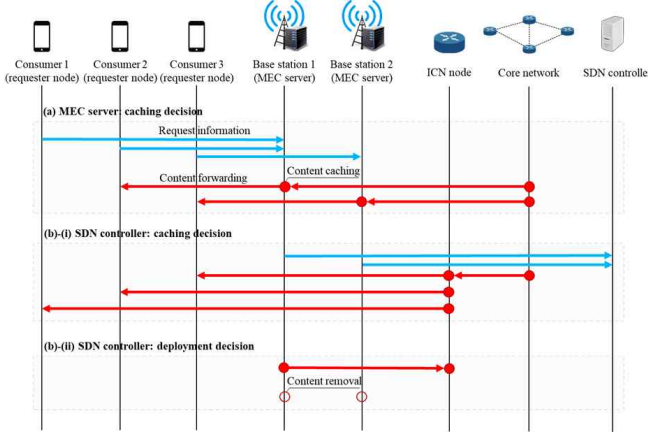 Consumer 1
(requester node)
Consumer 2
(requester node)
Consumer 3
(requester node)
Base station 1
(MEC server)
Base station 2
(MEC server)
ICN node
Core network
SDN controlle
(a) MEC server: caching decision
Request information
Content caching
Content forwarding
(b)-(i) SDN controller: caching decision
(b)-(ii) SDN controller: deployment decision
Content removal